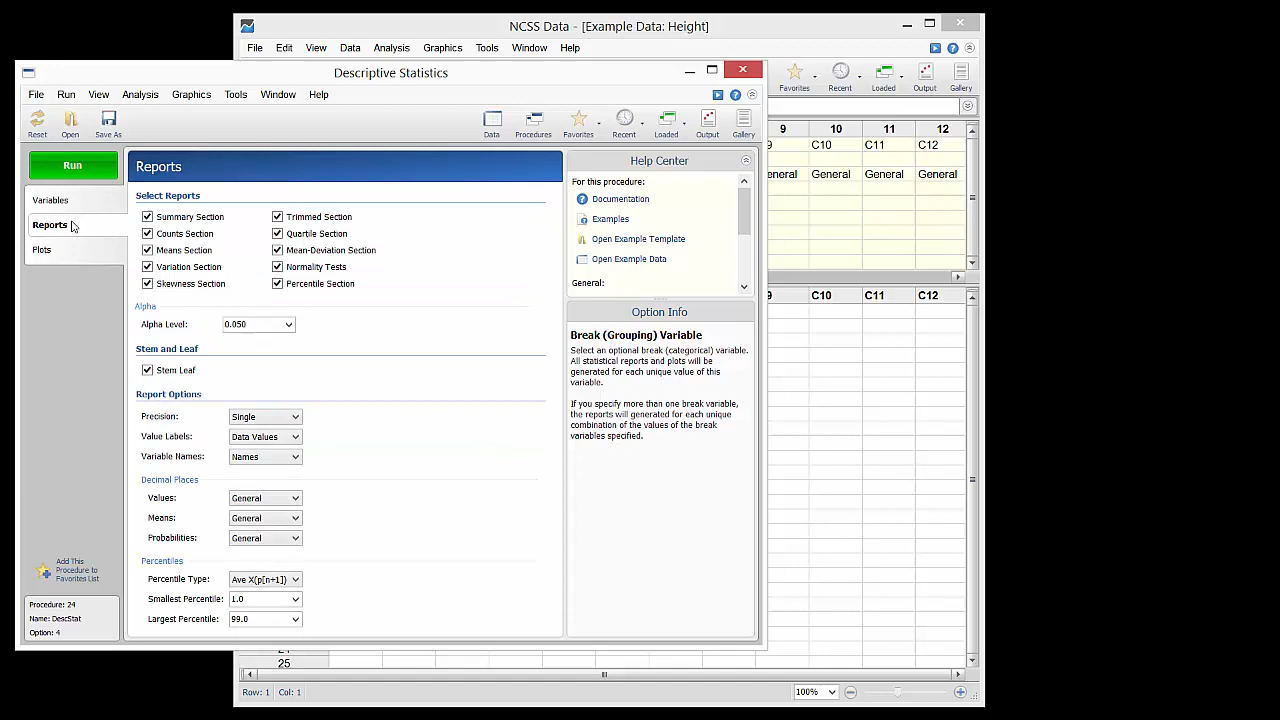 NCSS Data - [Example Data: Height]
File Edit View Data Analysis Graphics Tools Window Help
Favorites Recent Loaded Output Gallery
9 10 11 12
C10 C11 C12
General General General
C10 C11 C12
25
Row: 1 Col: 1
100%
Descriptive Statistics
File Run View Analysis Graphics Tools Window Help
Reset Open Save As Data Procedures Favorites Recent Loaded Output Gallery
Run
Variables
Reports
Plots
Add This
Procedure to
Favorites List
Procedure: 24
Name: DescStat
Option: 4
Reports
Select Reports
Summary Section Trimmed Section
Counts Section Quartile Section
Means Section Mean-Deviation Section
Variation Section Normality Tests
Skewness Section Percentile Section
Alpha
Alpha Level: 0.050
Stem and Leaf
Stem Leaf
Report Options
Precision: Single
Value Labels: Data Values
Variable Names: Names
Decimal Places
Values: General
Means: General
Probabilities: General
Percentiles
Percentile Type: Ave X(p[n+1])
Smallest Percentile: 1.0
Largest Percentile: 99.0
Help Center
For this procedure:
Documentation
Examples
Open Example Template
Open Example Data
General:
Option Info
Break (Grouping) Variable
Select an optional break (categorical) variable.
All statistical reports and plots will be
generated for each unique value of this
variable.
If you specify more than one break variable,
the reports will generated for each unique
combination of the values of the break
variables specified.